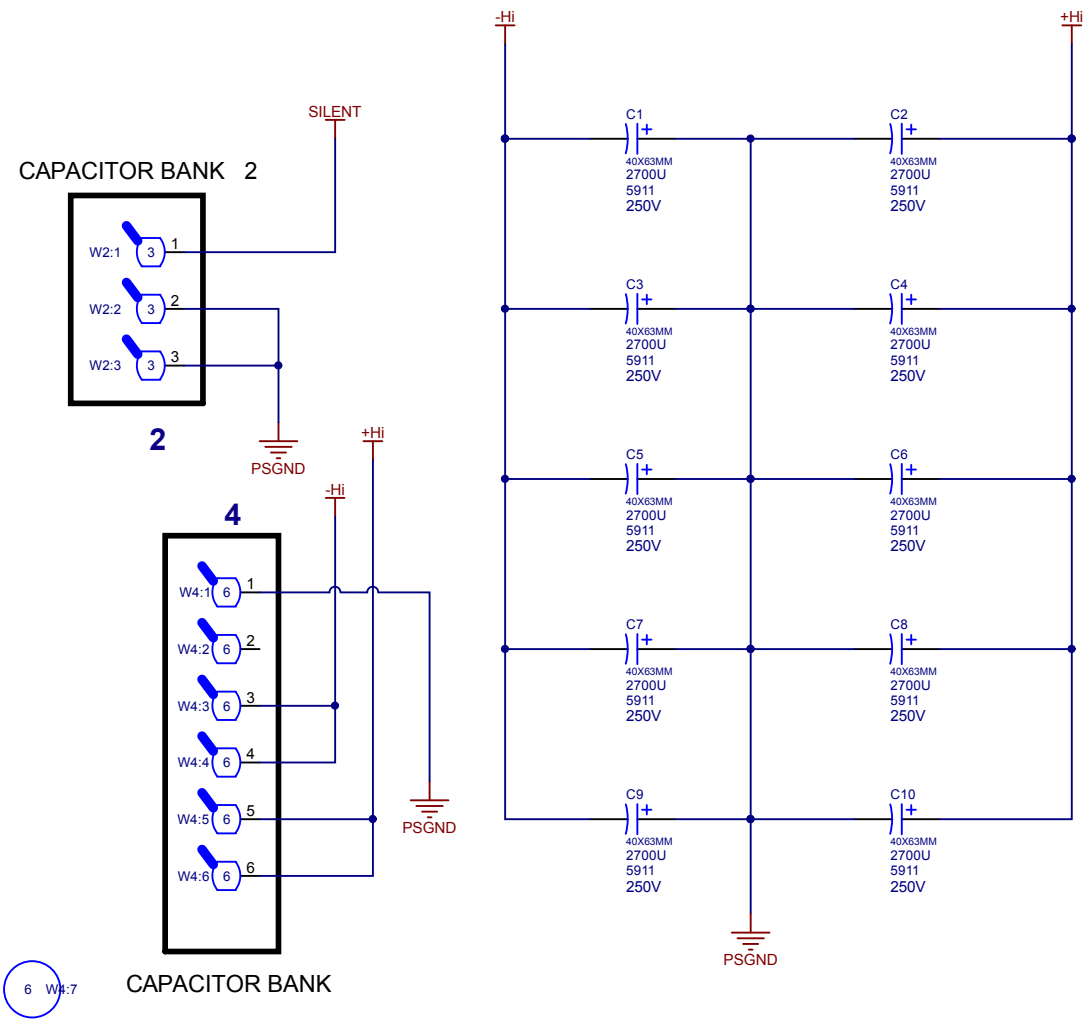 -Hi
+Hi
SILENT
CAPACITOR BANK 2
W2:1 3 1
W2:2 3 2
W2:3 3 3
2
PSGND
+Hi
-Hi
4
W4:1 6 1
W4:2 6 2
W4:3 6 3
W4:4 6 4
W4:5 6 5
W4:6 6 6
PSGND
6 W4:7
CAPACITOR BANK
C1
+
40X63MM
2700U
5911
250V
C2
+
40X63MM
2700U
5911
250V
C3
+
40X63MM
2700U
5911
250V
C4
+
40X63MM
2700U
5911
250V
C5
+
40X63MM
2700U
5911
250V
C6
+
40X63MM
2700U
5911
250V
C7
+
40X63MM
2700U
5911
250V
C8
+
40X63MM
2700U
5911
250V
C9
+
40X63MM
2700U
5911
250V
C10
+
40X63MM
2700U
5911
250V
PSGND